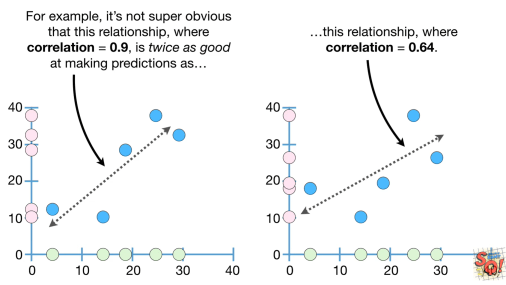 For example, it's not super obvious
that this relationship, where
correlation = 0.9, is twice as good
at making predictions as…
…this relationship, where
correlation = 0.64.
40
30
20
10
0
0 10 20 30 40
40
30
20
10
0
0 10 20 30
SQ!